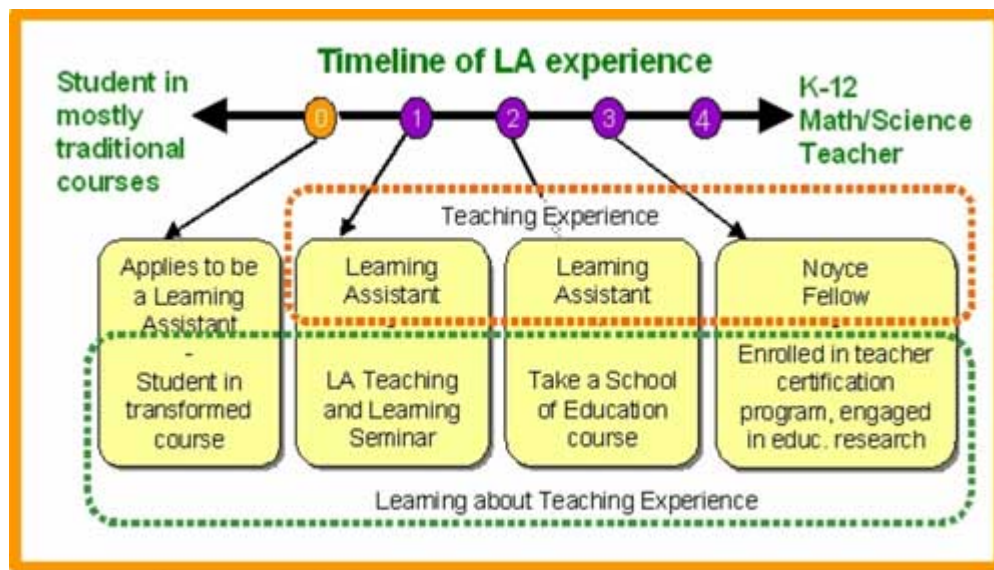 Timeline of LA experience
Student in
mostly
traditional
courses
0
1
2
3
4
K-12
Math/Science
Teacher
Teaching Experience
Applies to be
a Learning
Assistant
-
Student in
transformed
course
Learning
Assistant
-
LA Teaching
and Learning
Seminar
Learning
Assistant
-
Take a School
of Education
course
Noyce
Fellow
-
Enrolled in teacher
certification
program, engaged
in educ. research
Learning about Teaching Experience